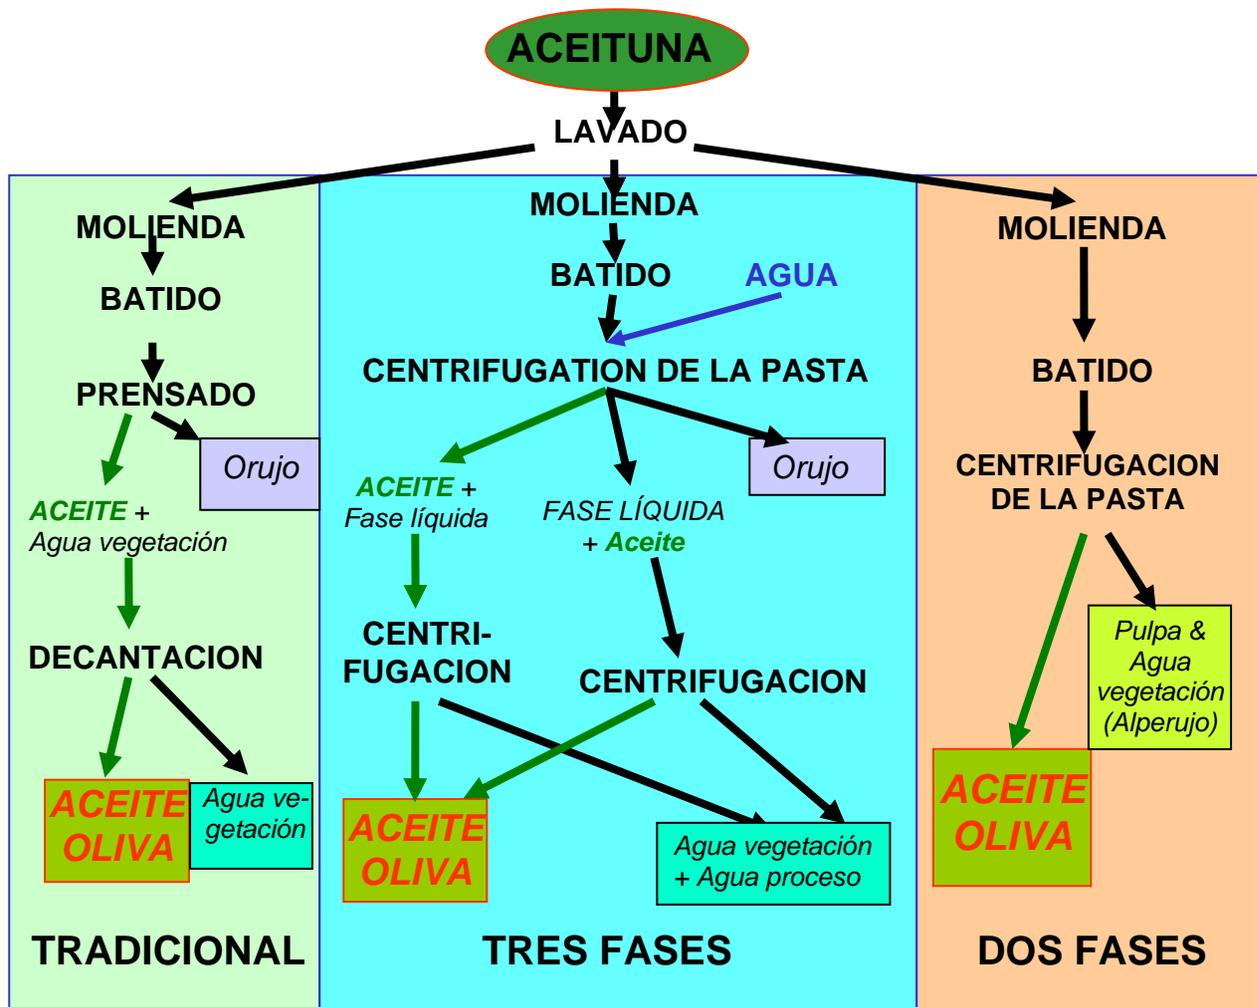 ACEITUNA
LAVADO
MOLIENDA
BATIDO
PRENSADO
Orujo
ACEITE +
Agua vegetación
DECANTACION
ACEITE
OLIVA
Agua ve-
getación
TRADICIONAL
MOLIENDA
BATIDO
AGUA
CENTRIFUGATION DE LA PASTA
Orujo
ACEITE +
Fase líquida
FASE LÍQUIDA
+ Aceite
CENTRI-
FUGACION
CENTRIFUGACION
ACEITE
OLIVA
Agua vegetación
+ Agua proceso
TRES FASES
MOLIENDA
BATIDO
CENTRIFUGACION
DE LA PASTA
Pulpa &
Agua
vegetación
(Alperujo)
ACEITE
OLIVA
DOS FASES